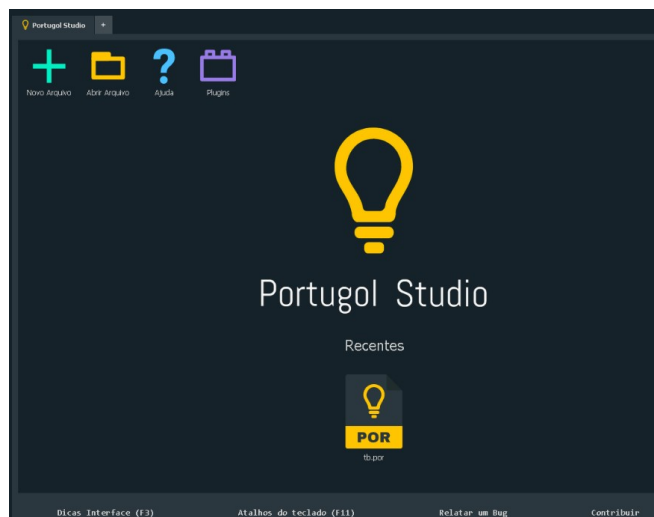 Portugol Studio +
Novo Arquivo Abrir Arquivo Ajuda Plugins
Portugol Studio
Recentes
POR
tb.por
Dicas Interface (F3) Atalhos do teclado (F11) Relatar um Bug Contribuir